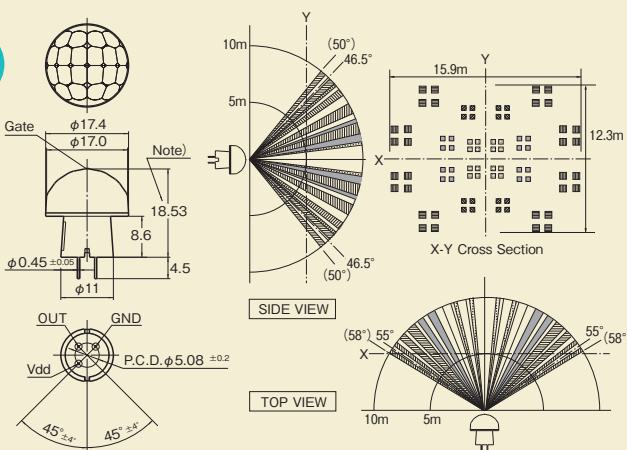 Gate
φ17.4
φ17.0
Note)
18.53
8.6
4.5
φ0.45 ±0.05
φ11
OUT
GND
Vdd
P.C.D.φ5.08 ±0.2
45° ±4°
45° ±4°
Y
10m
5m
(50°)
46.5°
46.5°
(50°)
SIDE VIEW
Y
15.9m
12.3m
X
X-Y Cross Section
(58°) 55°
X
55°
(58°)
10m
5m
TOP VIEW